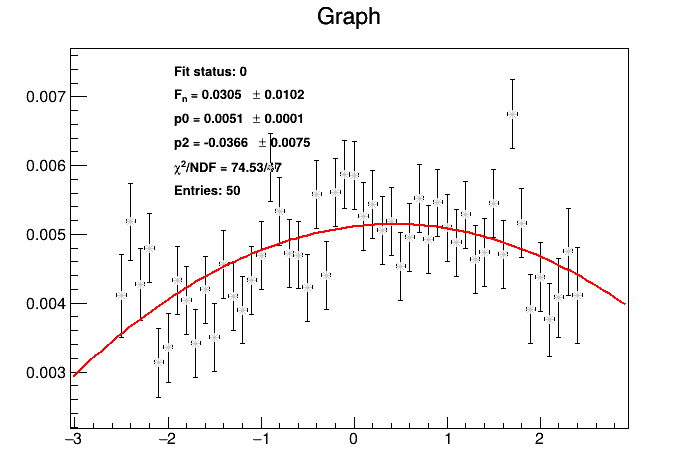 Graph
Fit status: 0
Fn = 0.0305 ± 0.0102
p0 = 0.0051 ± 0.0001
p2 = -0.0366 ± 0.0075
χ²/NDF = 74.53/47
Entries: 50
0.007
0.006
0.005
0.004
0.003
−3 −2 −1 0 1 2